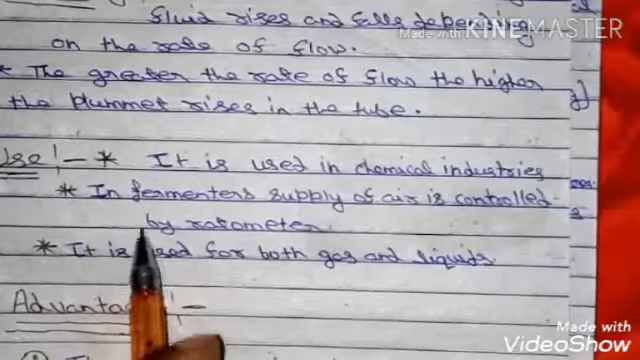 fluid rises and falls depending
Made with KINEMASTER
on the rate of flow.
* The greater the rate of flow the higher
the plummet rises in the tube.
Use!- * It is used in chemical industries
* In fermenters supply of air is controlled
by rotometer.
* It is used for both gas and liquids.
Advantag !-
Made with
VideoShow